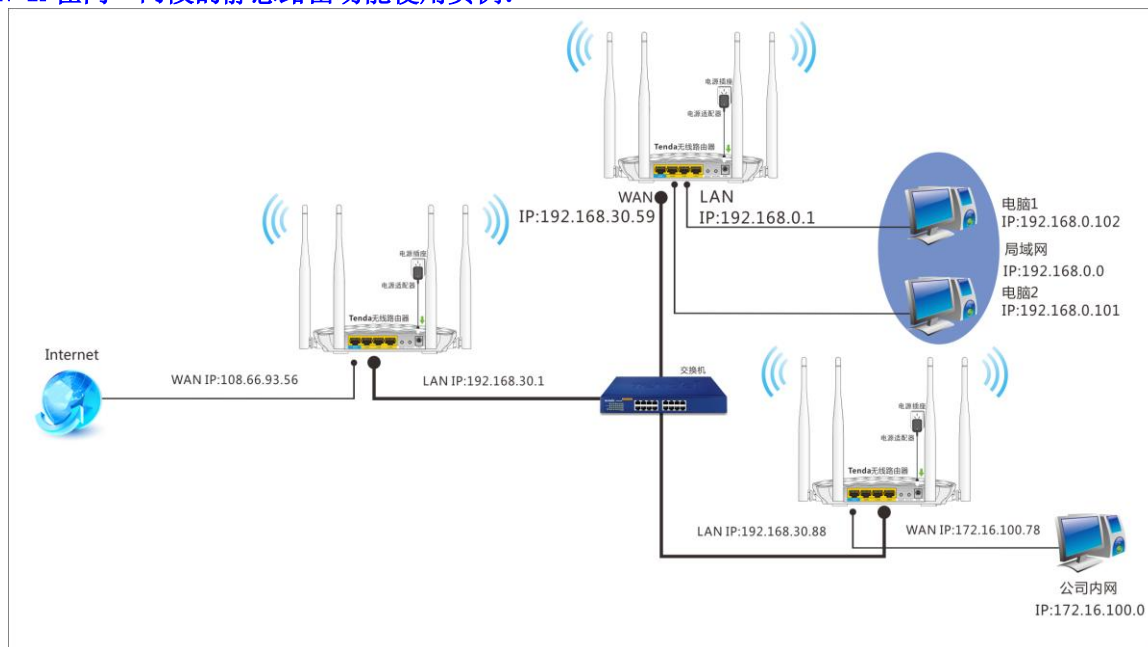 电源插座
电源适配器
Tenda无线路由器
WAN
IP:192.168.30.59
LAN
IP:192.168.0.1
电脑1
IP:192.168.0.102
局域网
IP:192.168.0.0
电脑2
IP:192.168.0.101
电源插座
电源适配器
Tenda无线路由器
Internet
WAN IP:108.66.93.56
LAN IP:192.168.30.1
交换机
电源插座
电源适配器
Tenda无线路由器
LAN IP:192.168.30.88
WAN IP:172.16.100.78
公司内网
IP:172.16.100.0